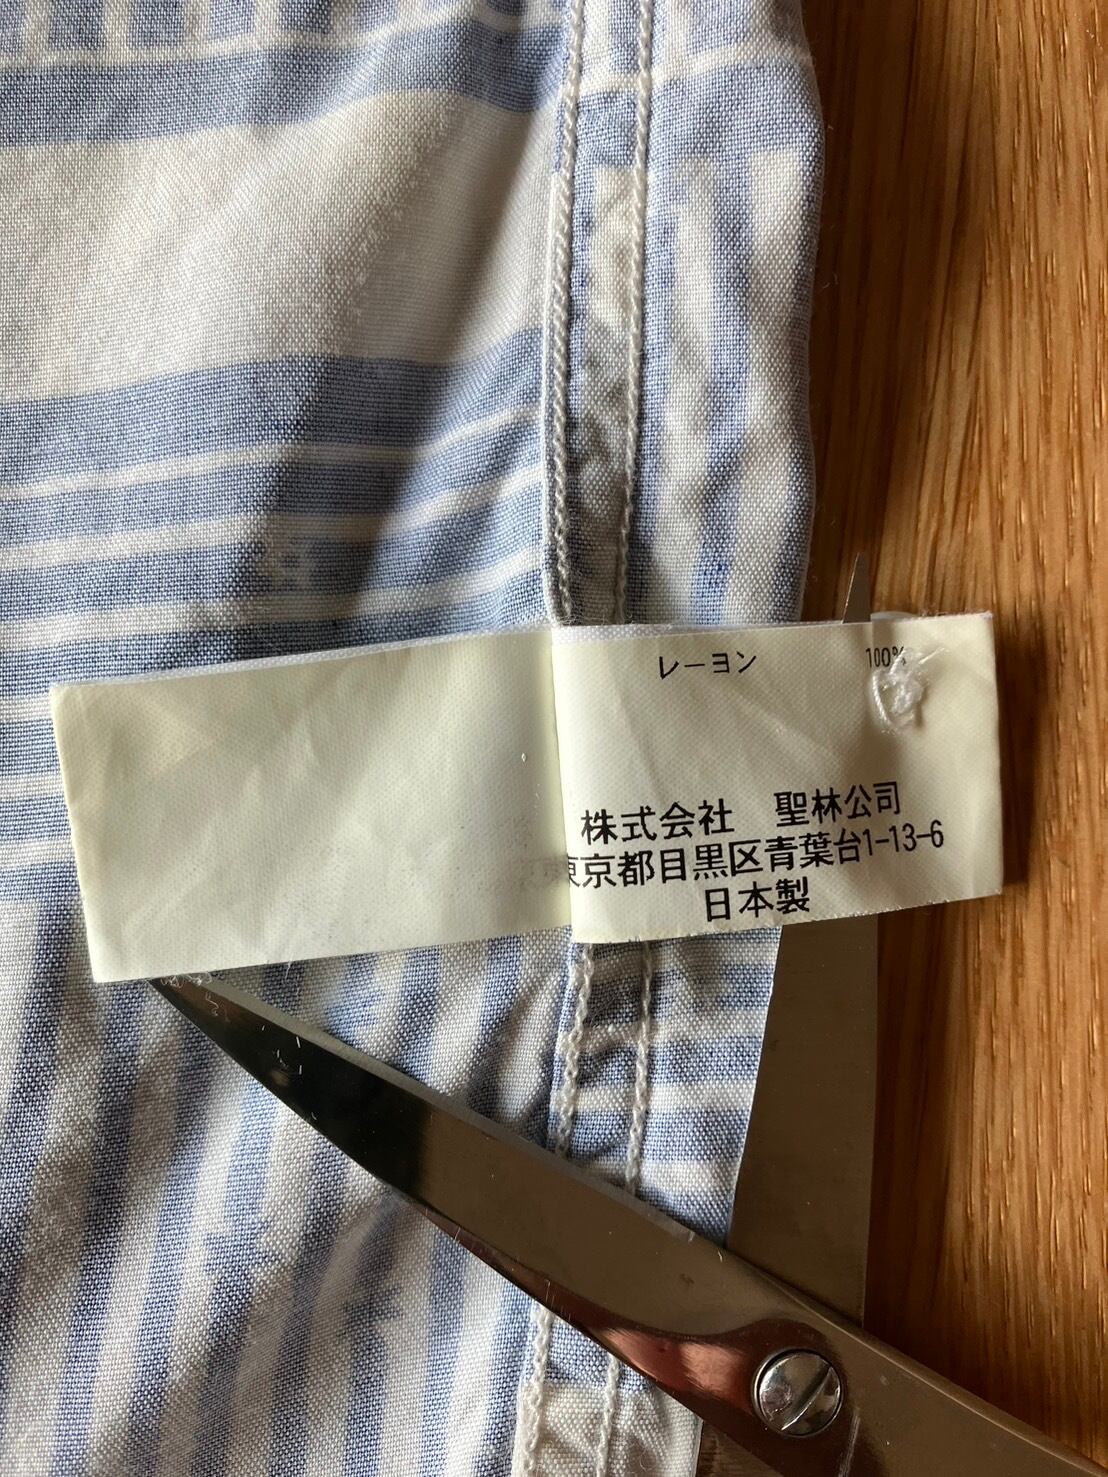 レーヨン 100%
株式会社 聖林公司
東京都目黒区青葉台1-13-6
日本製